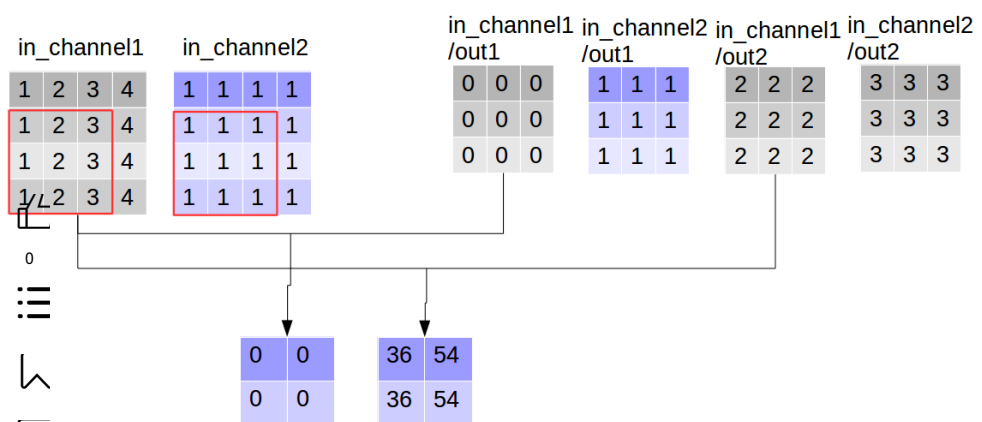 in_channel1 in_channel2 in_channel1 /out1 in_channel2 /out1 in_channel1 /out2 in_channel2 /out2
1 2 3 4 1 1 1 1 0 0 0 1 1 1 2 2 2 3 3 3
1 2 3 4 1 1 1 1 0 0 0 1 1 1 2 2 2 3 3 3
1 2 3 4 1 1 1 1 0 0 0 1 1 1 2 2 2 3 3 3
1 2 3 4 1 1 1 1
0
0 0 36 54
0 0 36 54